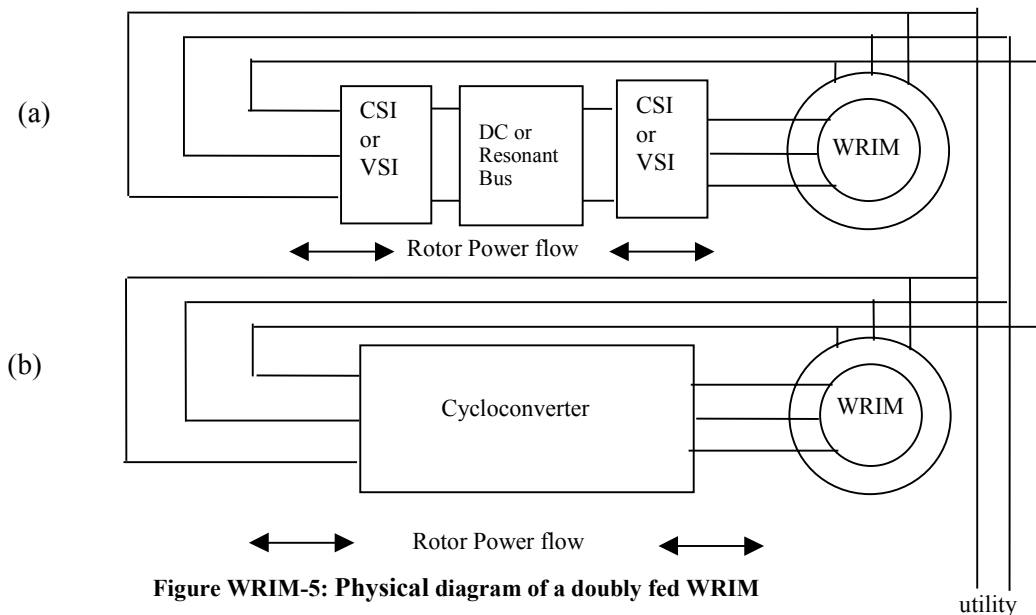 (a)
CSI
or
VSI
DC or
Resonant
Bus
CSI
or
VSI
WRIM
Rotor Power flow
(b)
Cycloconverter
WRIM
Rotor Power flow
Figure WRIM-5: Physical diagram of a doubly fed WRIM
utility